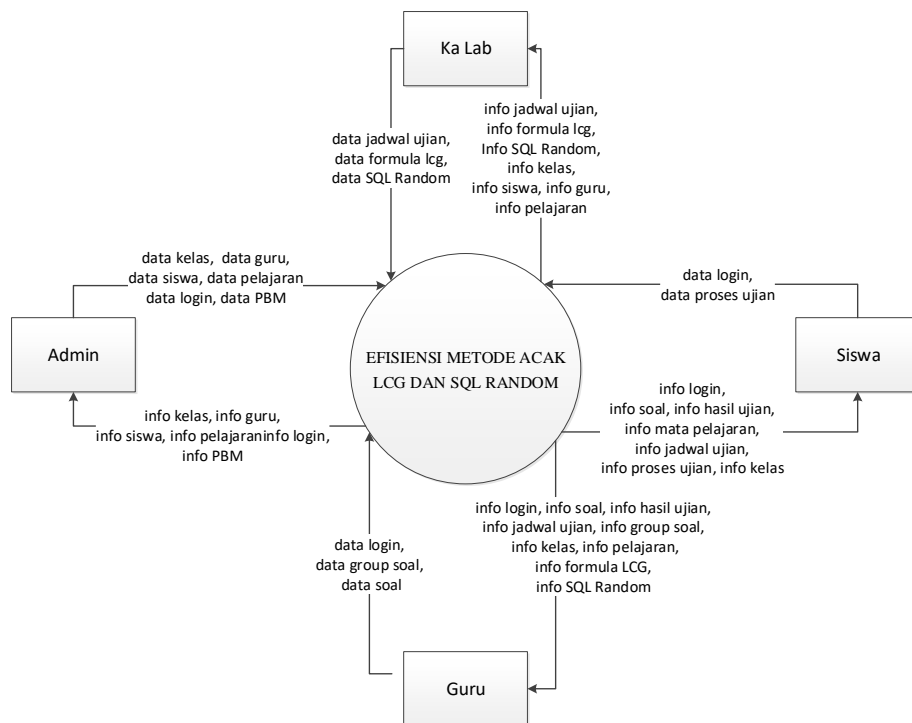 Ka Lab
data jadwal ujian,
data formula lcg,
data SQL Random
info jadwal ujian,
info formula lcg,
Info SQL Random,
info kelas,
info siswa, info guru,
info pelajaran
data kelas, data guru,
data siswa, data pelajaran
data login, data PBM
data login,
data proses ujian
Admin
EFISIENSI METODE ACAK
LCG DAN SQL RANDOM
Siswa
info kelas, info guru,
info siswa, info pelajaraninfo login,
info PBM
info login,
info soal, info hasil ujian,
info mata pelajaran,
info jadwal ujian,
info proses ujian, info kelas
data login,
data group soal,
data soal
info login, info soal, info hasil ujian,
info jadwal ujian, info group soal,
info kelas, info pelajaran,
info formula LCG,
info SQL Random
Guru